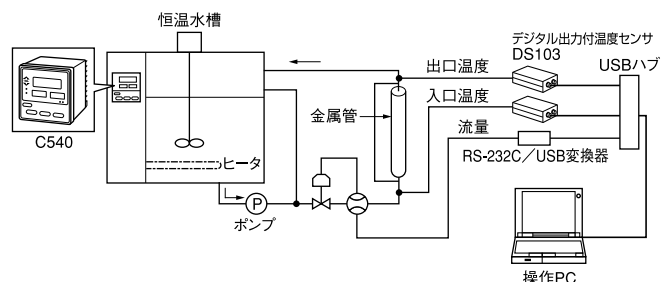 恒温水槽
デジタル出力付温度センサ
DS103
USBハブ
出口温度
入口温度
金属管
流量
RS-232C／USB変換器
C540
ヒータ
P
ポンプ
操作PC